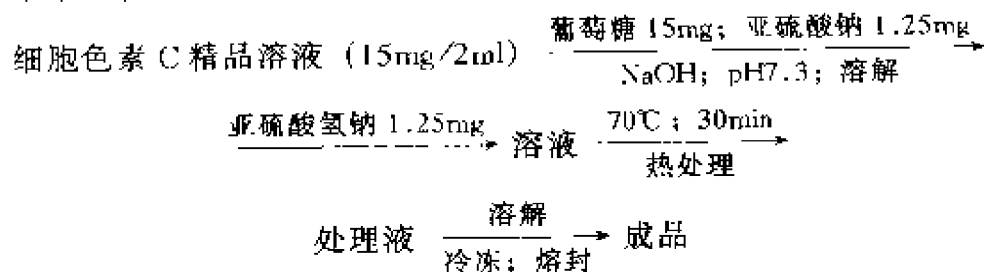 葡萄糖 15mg；亚硫酸钠 1.25mg
细胞色素 C 精品溶液 (15mg/2ml)
NaOH；pH7.3；溶解
亚硫酸氢钠 1.25mg 溶液 70℃；30min
热处理
处理液 溶解 成品
冷冻；熔封